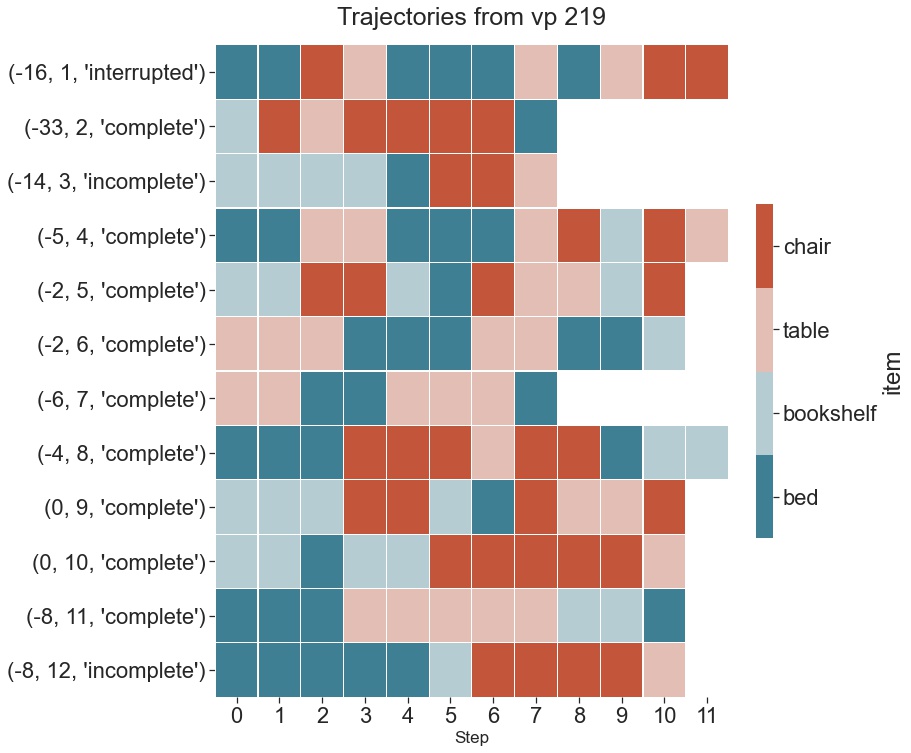 Trajectories from vp 219
(-16, 1, 'interrupted')
(-33, 2, 'complete')
(-14, 3, 'incomplete')
(-5, 4, 'complete')
(-2, 5, 'complete')
(-2, 6, 'complete')
(-6, 7, 'complete')
(-4, 8, 'complete')
(0, 9, 'complete')
(0, 10, 'complete')
(-8, 11, 'complete')
(-8, 12, 'incomplete')
0 1 2 3 4 5 6 7 8 9 10 11
Step
chair
table
bookshelf
bed
item